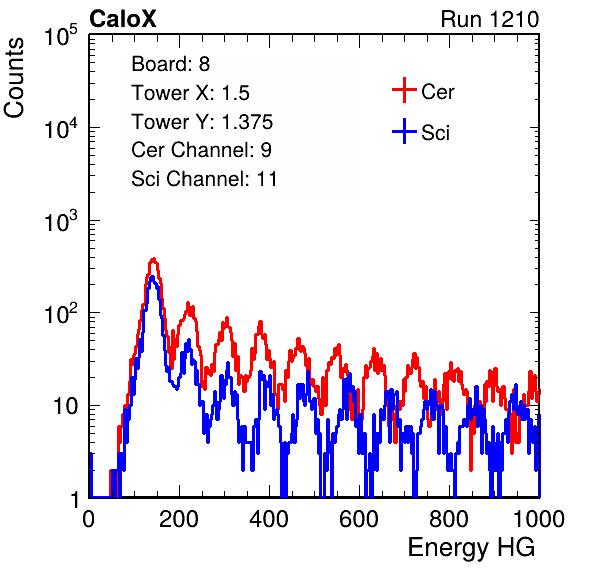 CaloX Run 1210
Counts
10^5
10^4
10^3
10^2
10
1
Board: 8
Tower X: 1.5
Tower Y: 1.375
Cer Channel: 9
Sci Channel: 11
Cer
Sci
0 200 400 600 800 1000
Energy HG